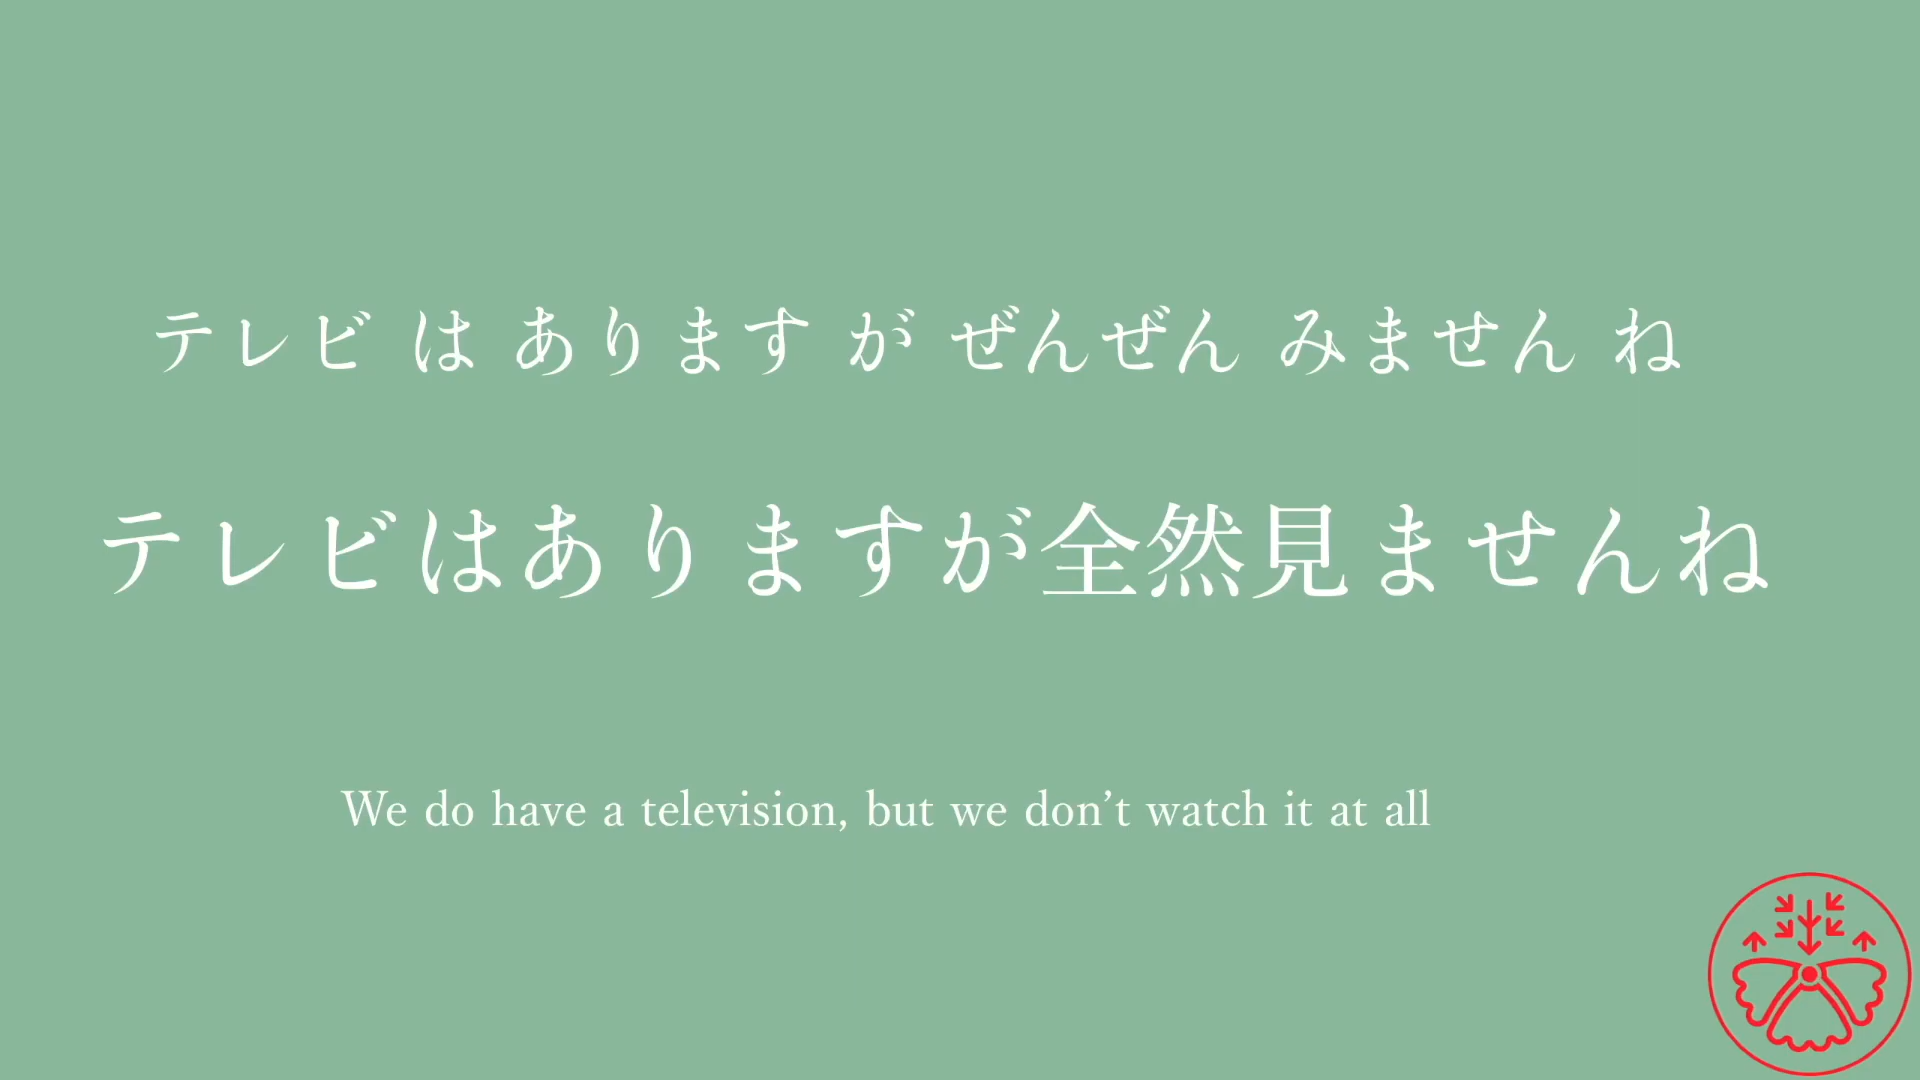 テレビ は あります が ぜんぜん みません ね
テレビはありますが全然見ませんね
We do have a television, but we don’t watch it at all